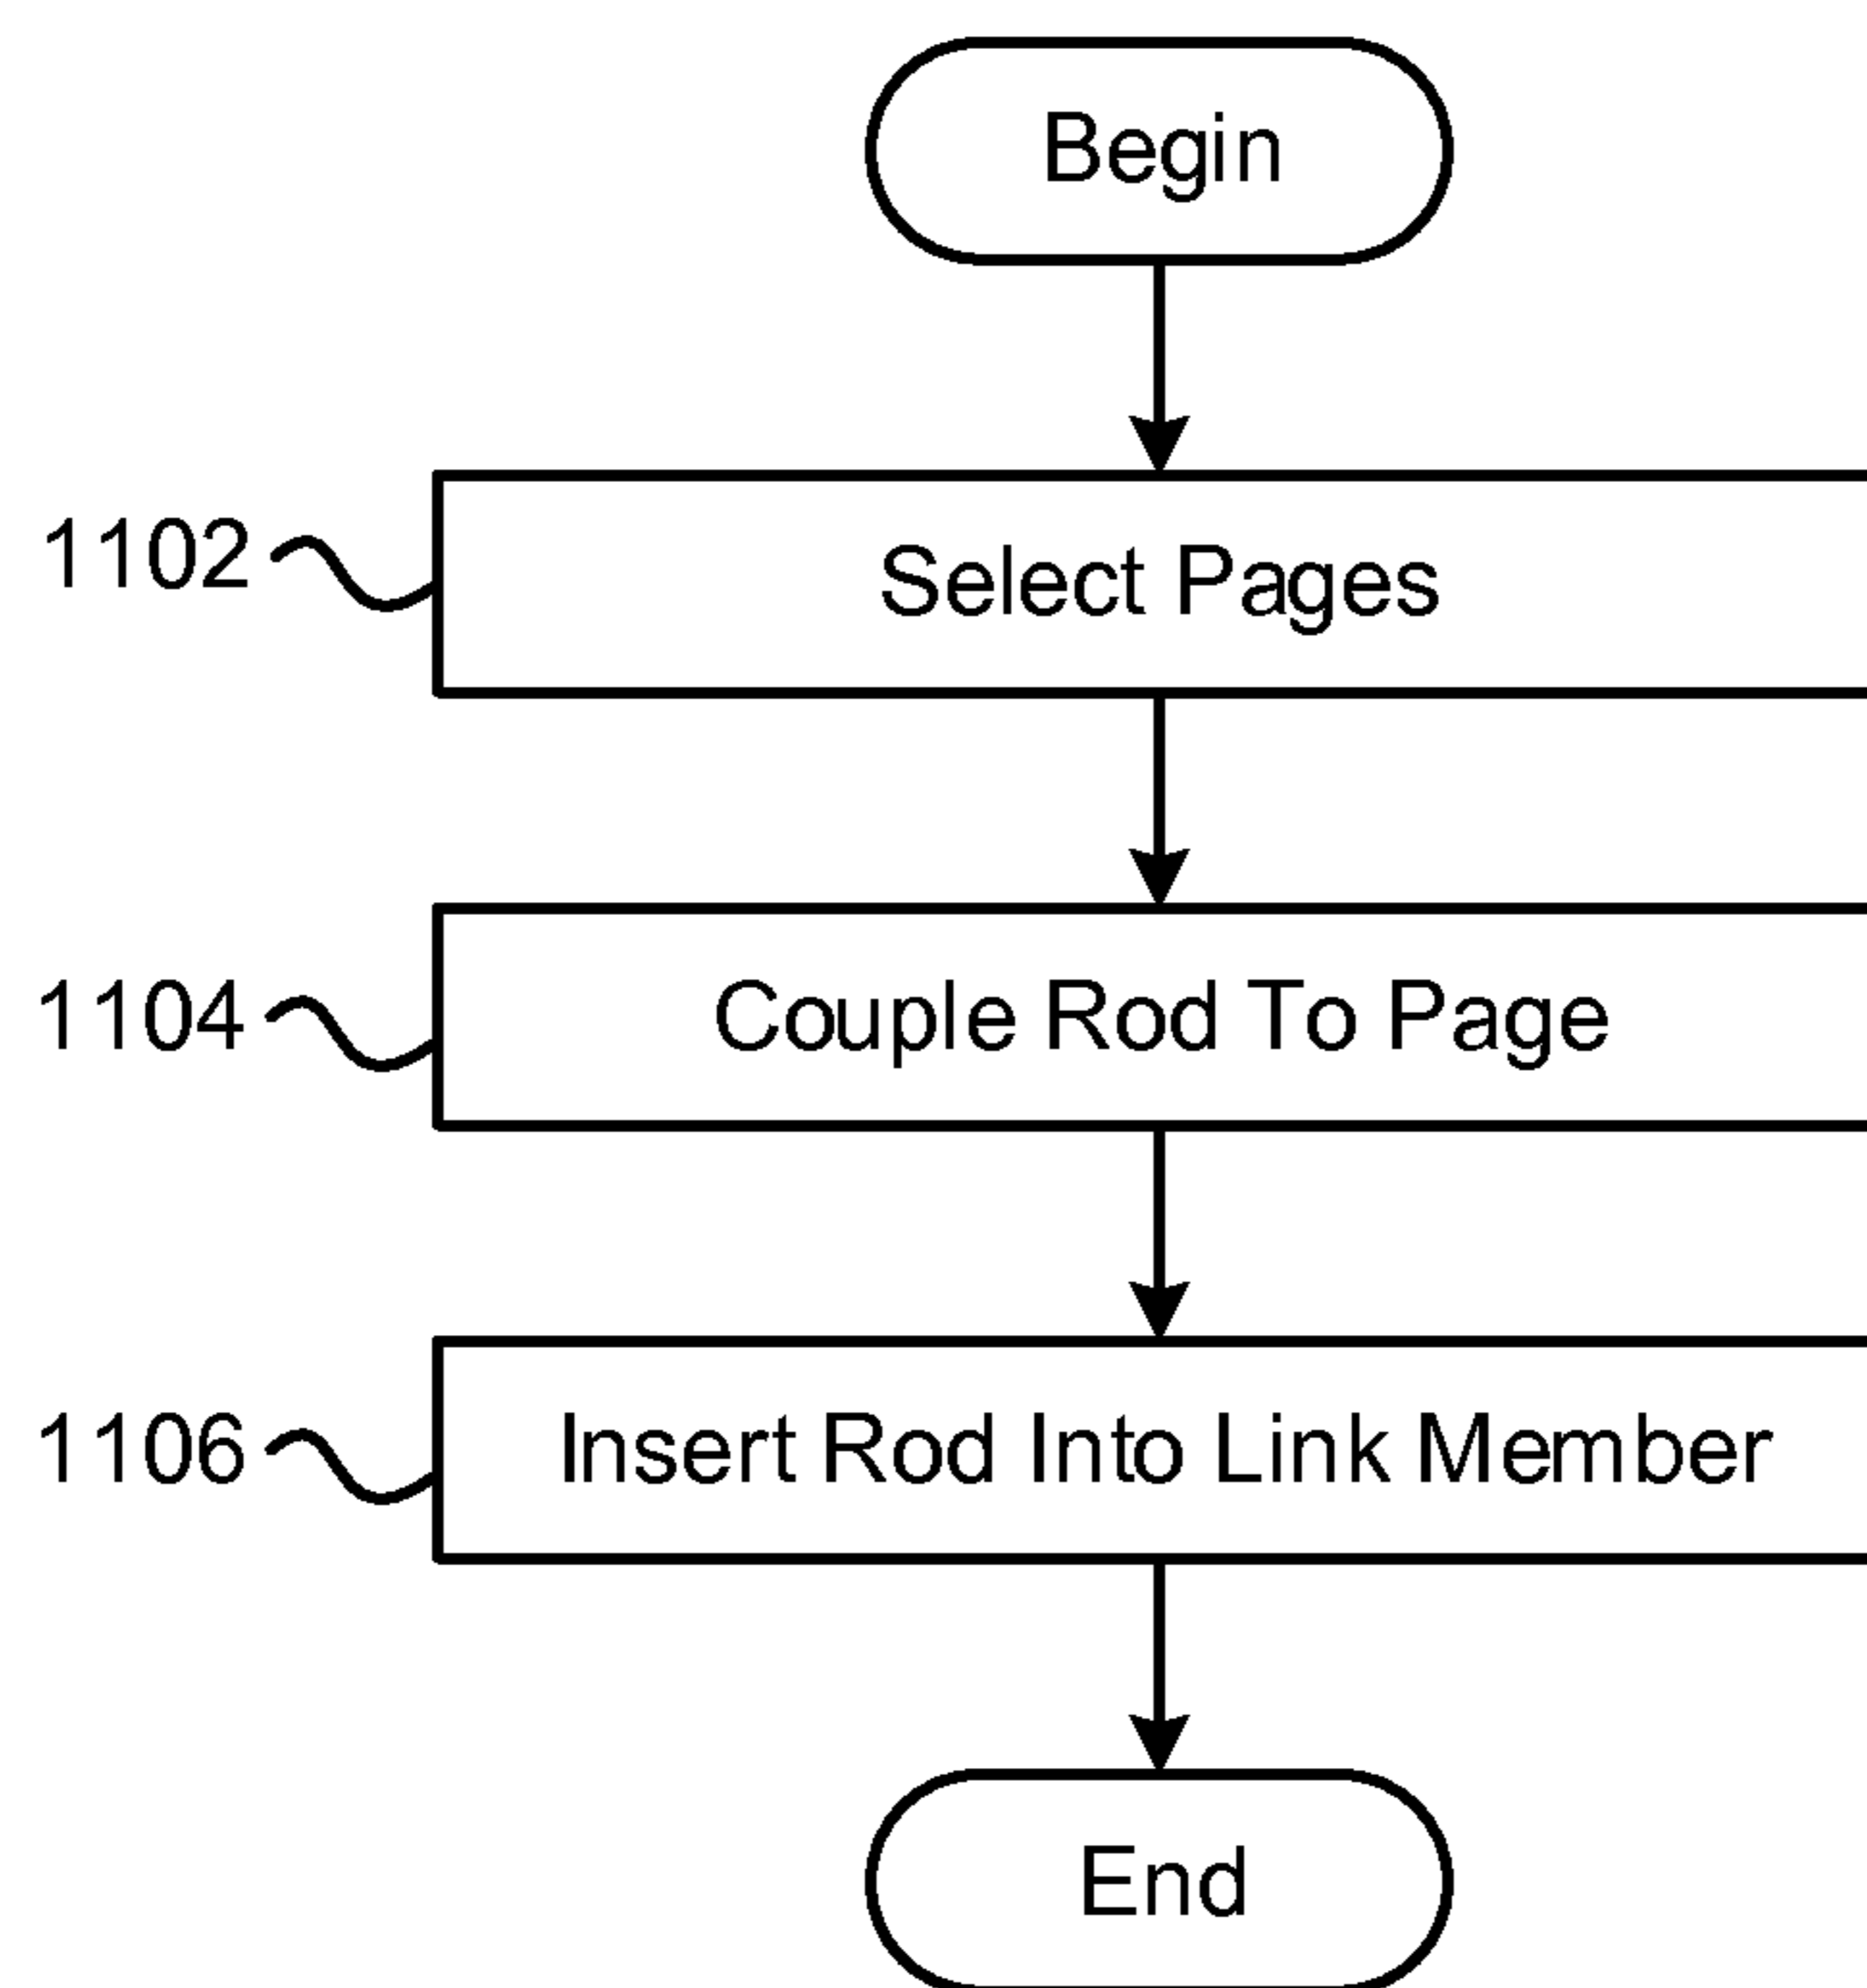 Begin
1102
Select Pages
1104
Couple Rod To Page
1106
Insert Rod Into Link Member
End